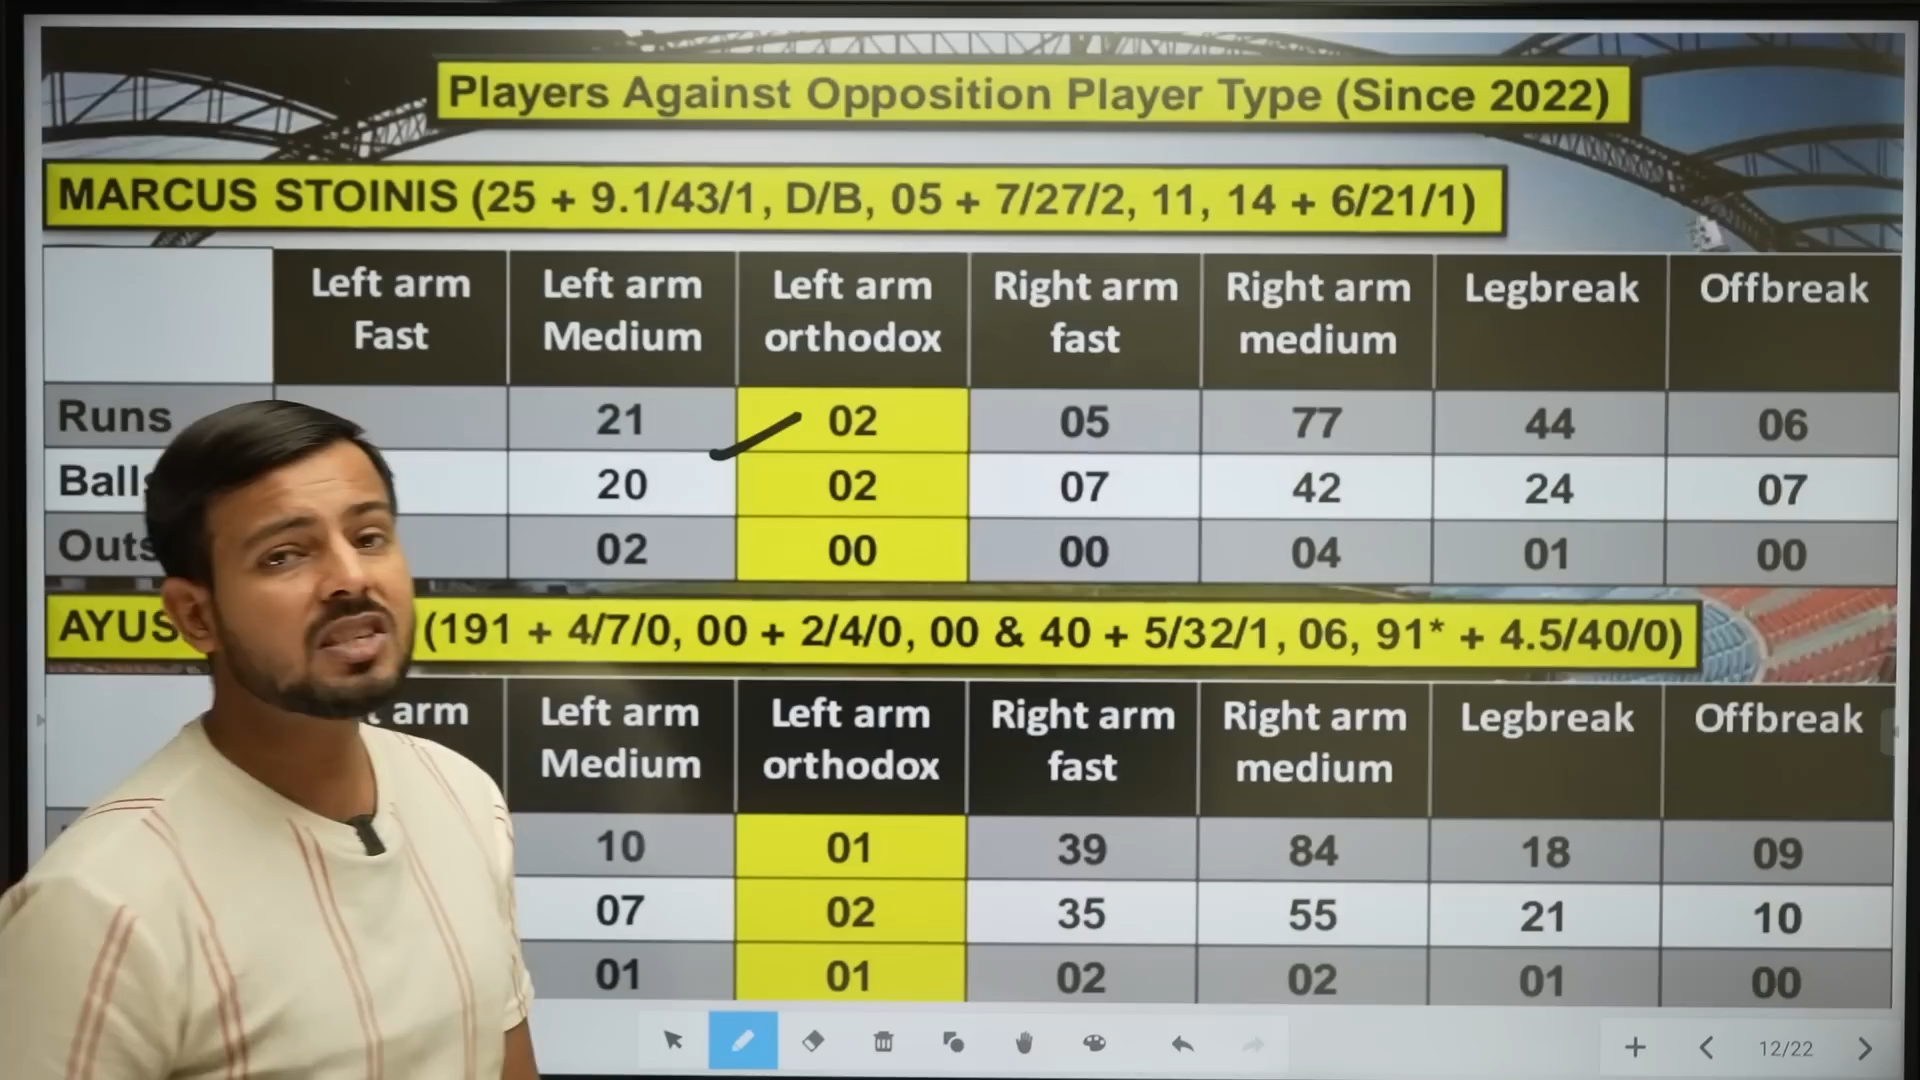 Players Against Opposition Player Type (Since 2022)
MARCUS STOINIS (25 + 9.1/43/1, D/B, 05 + 7/27/2, 11, 14 + 6/21/1)
Left arm Fast Left arm Medium Left arm orthodox Right arm fast Right arm medium Legbreak Offbreak
Runs 21 02 05 77 44 06
Balls 20 02 07 42 24 07
Outs 02 00 00 04 01 00
AYUS (191 + 4/7/0, 00 + 2/4/0, 00 & 40 + 5/32/1, 06, 91* + 4.5/40/0)
arm Left arm Medium Left arm orthodox Right arm fast Right arm medium Legbreak Offbreak
10 01 39 84 18 09
07 02 35 55 21 10
01 01 02 02 01 00
12/22